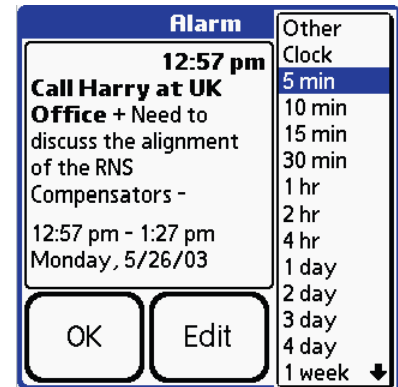 Alarm
12:57 pm
Call Harry at UK
Office + Need to
discuss the alignment
of the RNS
Compensators -
12:57 pm - 1:27 pm
Monday, 5/26/03
OK
Edit
Other
Clock
5 min
10 min
15 min
30 min
1 hr
2 hr
4 hr
1 day
2 day
3 day
4 day
1 week